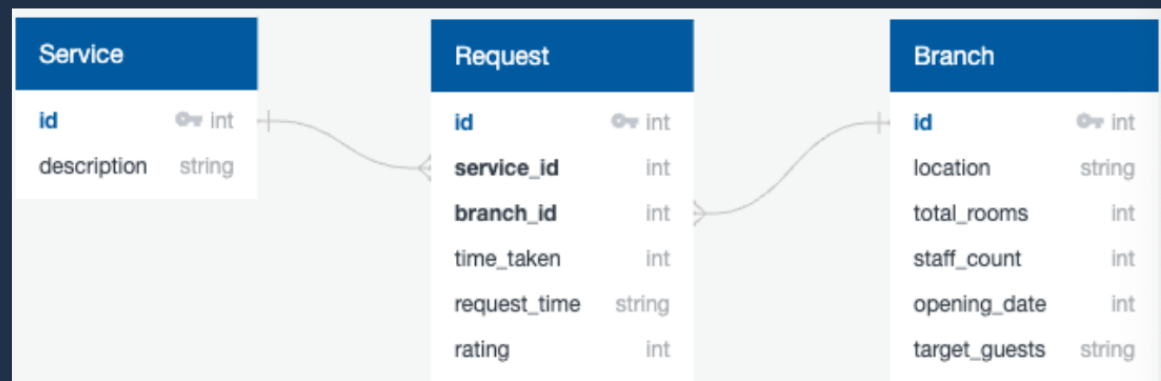 Service
id int
description string
Request
id int
service_id int
branch_id int
time_taken int
request_time string
rating int
Branch
id int
location string
total_rooms int
staff_count int
opening_date int
target_guests string